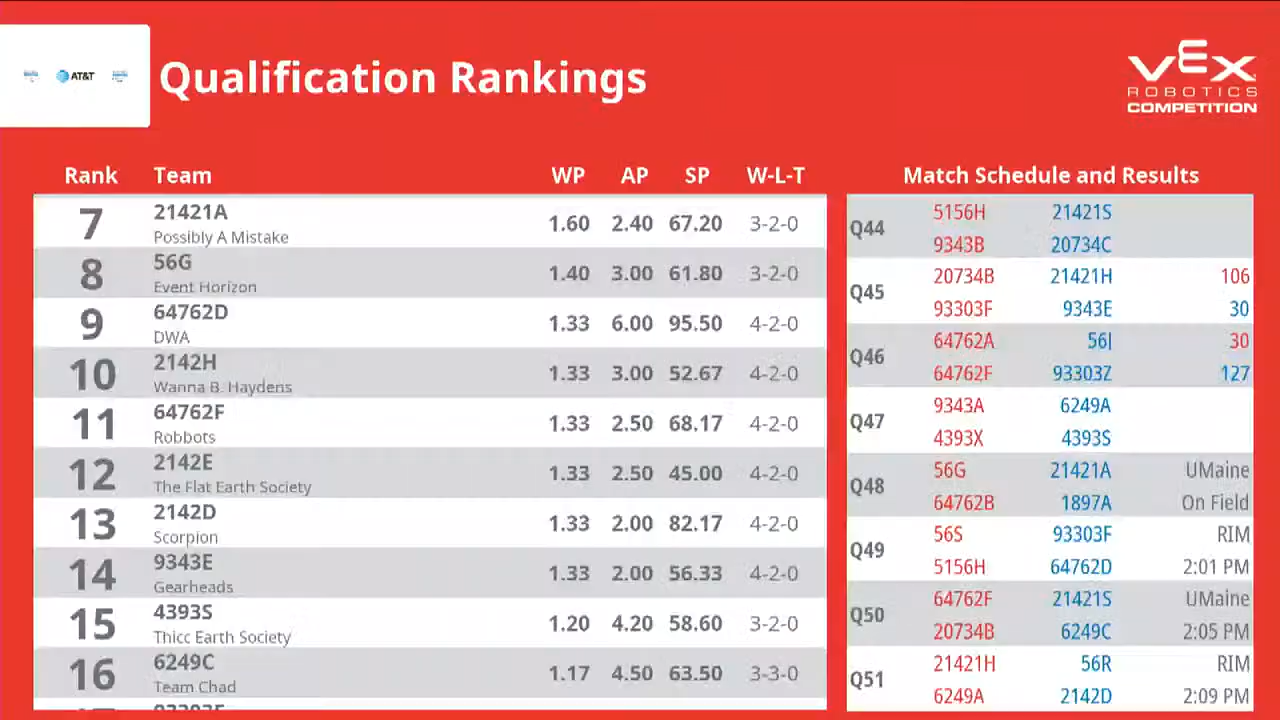 AT&T
Qualification Rankings
VEX
ROBOTICS
COMPETITION
Rank Team WP AP SP W-L-T
7 21421A 1.60 2.40 67.20 3-2-0
Possibly A Mistake
8 56G 1.40 3.00 61.80 3-2-0
Event Horizon
9 64762D 1.33 6.00 95.50 4-2-0
DWA
10 2142H 1.33 3.00 52.67 4-2-0
Wanna B. Haydens
11 64762F 1.33 2.50 68.17 4-2-0
Robbots
12 2142E 1.33 2.50 45.00 4-2-0
The Flat Earth Society
13 2142D 1.33 2.00 82.17 4-2-0
Scorpion
14 9343E 1.33 2.00 56.33 4-2-0
Gearheads
15 4393S 1.20 4.20 58.60 3-2-0
Thicc Earth Society
16 6249C 1.17 4.50 63.50 3-3-0
Team Chad
Match Schedule and Results
Q44
5156H 21421S
9343B 20734C
Q45
20734B 21421H 106
93303F 9343E 30
Q46
64762A 56J 30
64762F 93303Z 127
Q47
9343A 6249A
4393X 4393S
Q48
56G 21421A UMaine
64762B 1897A On Field
Q49
56S 93303F RIM
5156H 64762D 2:01 PM
Q50
64762F 21421S UMaine
20734B 6249C 2:05 PM
Q51
21421H 56R RIM
6249A 2142D 2:09 PM